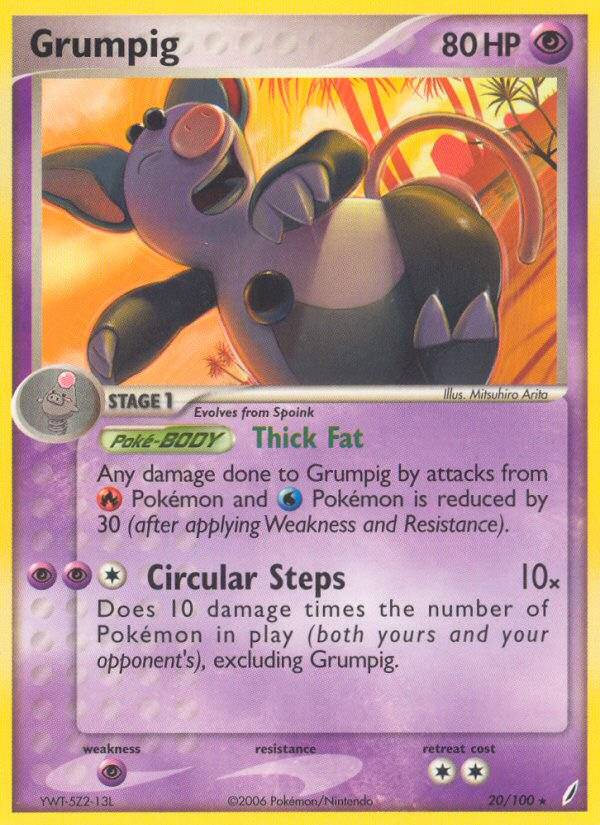 Grumpig 80 HP
Illus. Mitsuhiro Arita
STAGE 1
Evolves from Spoink
Poké-BODY Thick Fat
Any damage done to Grumpig by attacks from
Pokémon and Pokémon is reduced by
30 (after applying Weakness and Resistance).
Circular Steps 10x
Does 10 damage times the number of
Pokémon in play (both yours and your
opponent's), excluding Grumpig.
weakness resistance retreat cost
YWT-5Z2-13L ©2006 Pokémon/Nintendo 20/100 ★